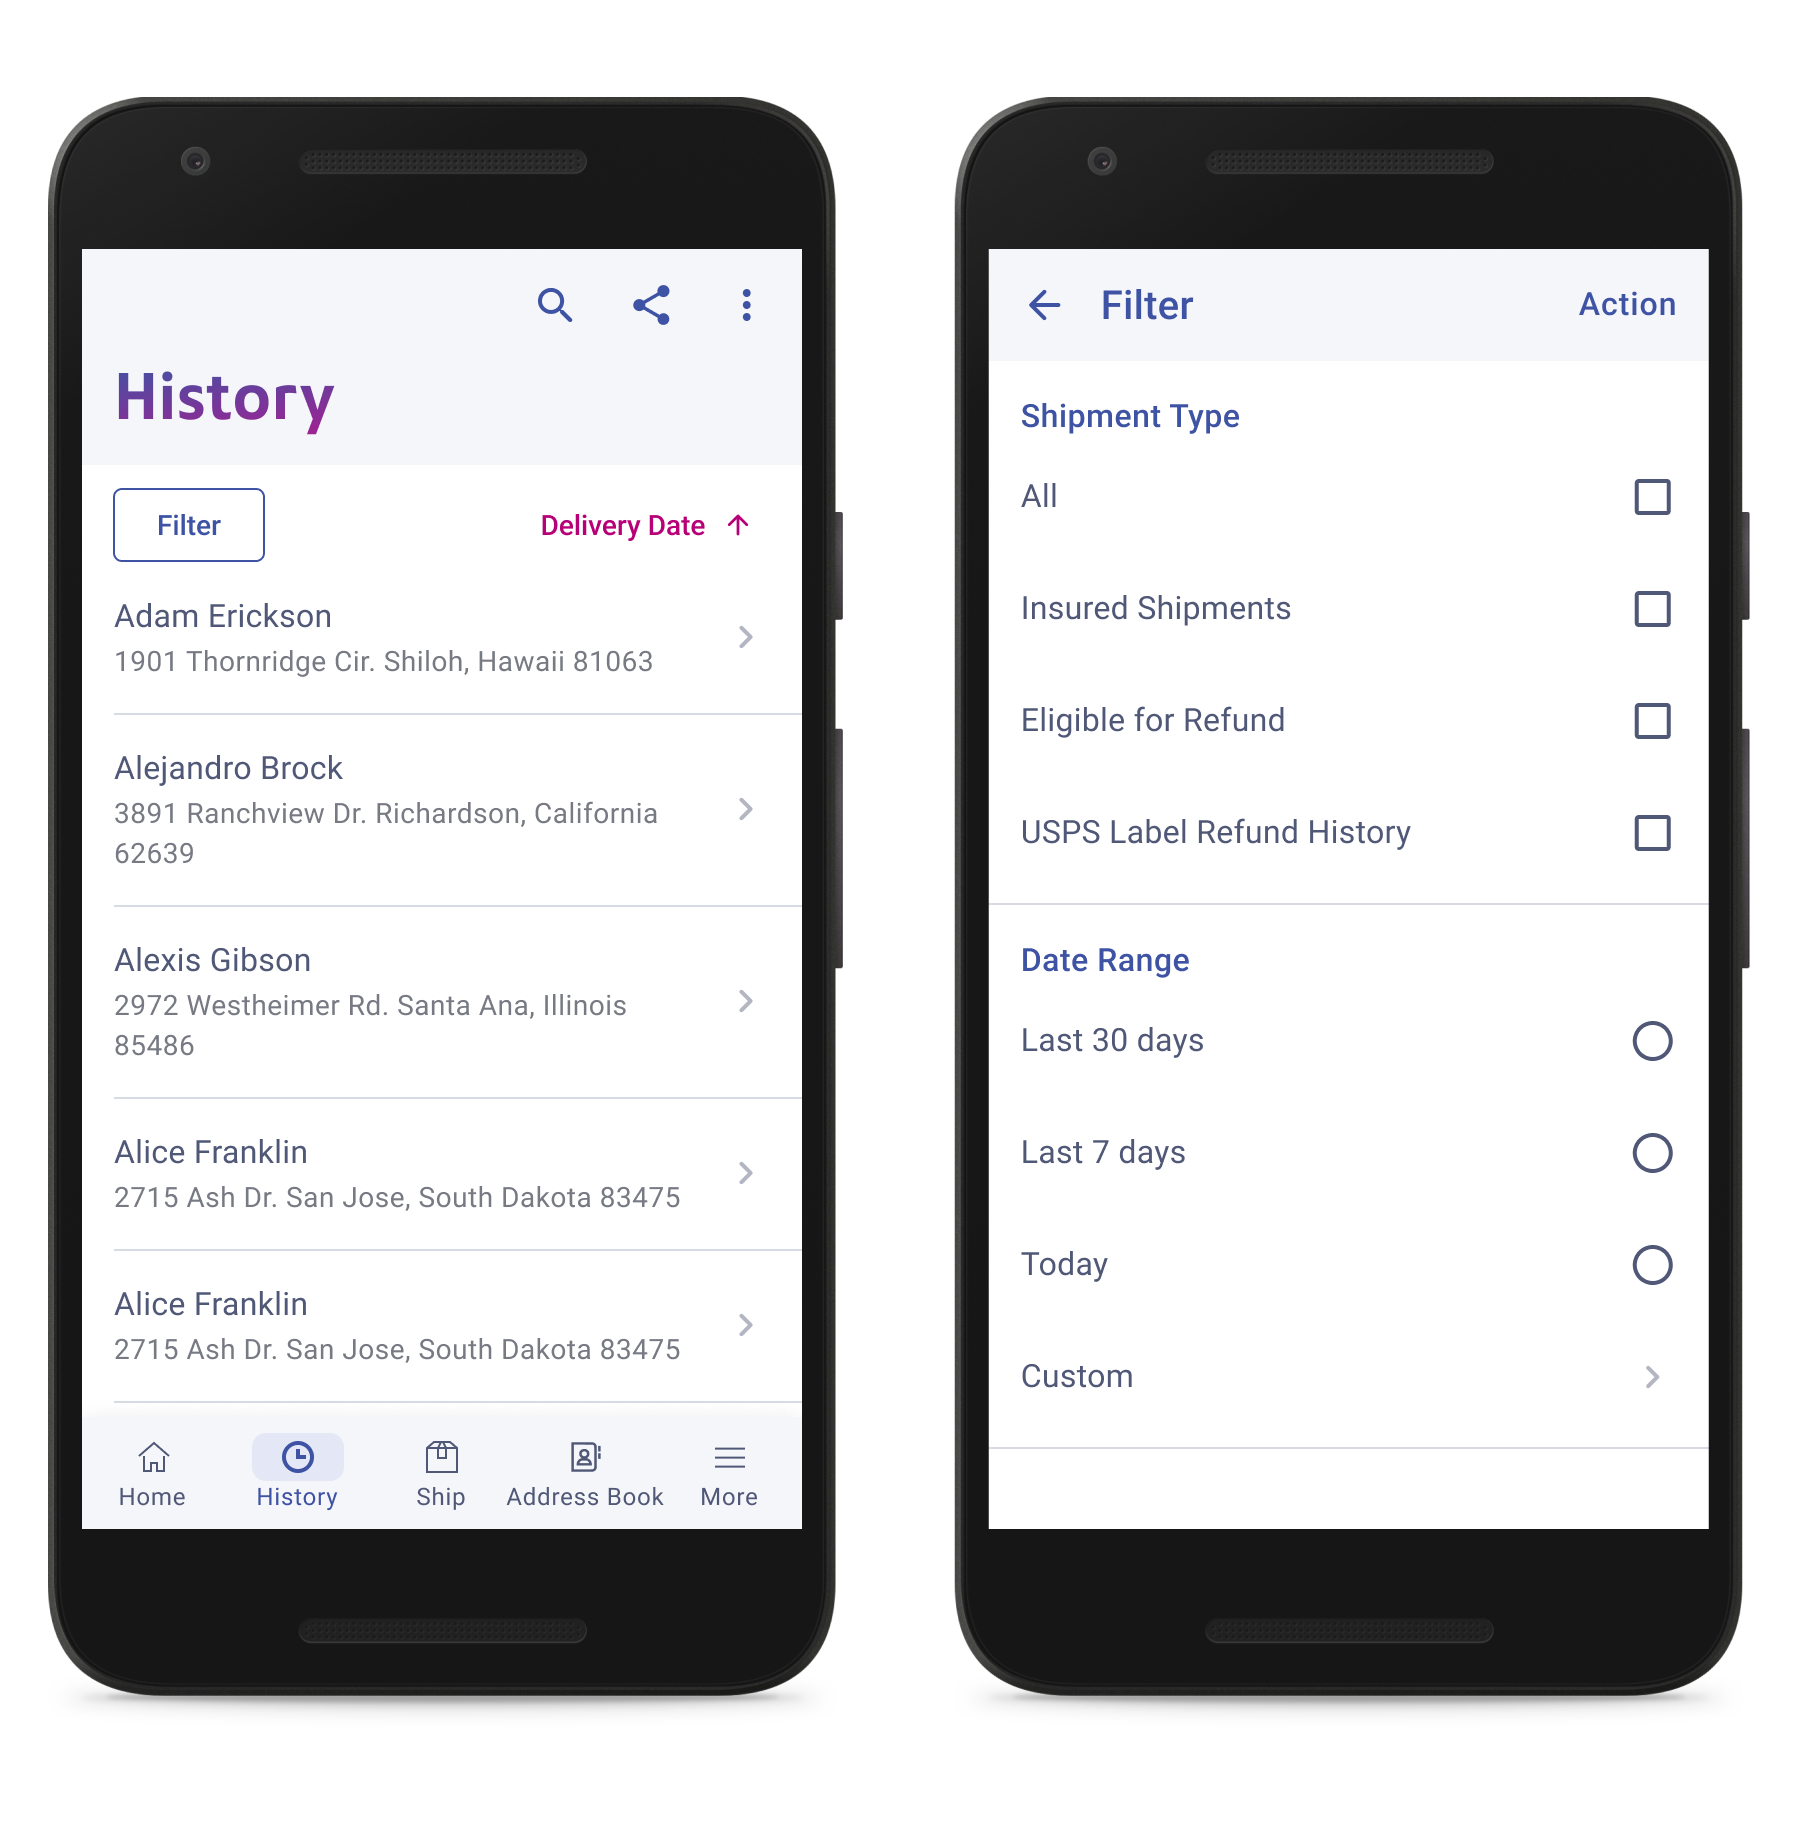 History
Filter
Delivery Date
Adam Erickson
1901 Thornridge Cir. Shiloh, Hawaii 81063
Alejandro Brock
3891 Ranchview Dr. Richardson, California
62639
Alexis Gibson
2972 Westheimer Rd. Santa Ana, Illinois
85486
Alice Franklin
2715 Ash Dr. San Jose, South Dakota 83475
Alice Franklin
2715 Ash Dr. San Jose, South Dakota 83475
Home
History
Ship
Address Book
More
Filter
Action
Shipment Type
All
Insured Shipments
Eligible for Refund
USPS Label Refund History
Date Range
Last 30 days
Last 7 days
Today
Custom